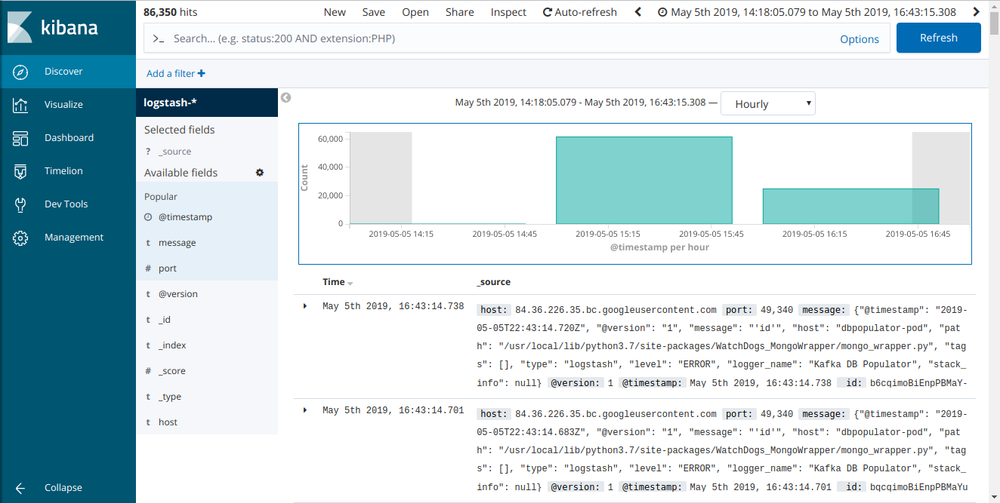 kibana
Discover
Visualize
Dashboard
Timelion
Dev Tools
Management
Collapse
86,350 hits
New Save Open Share Inspect Auto-refresh May 5th 2019, 14:18:05.079 to May 5th 2019, 16:43:15.308
>_ Search... (e.g. status:200 AND extension:PHP) Options Refresh
Add a filter +
logstash-*
Selected fields
? _source
Available fields
Popular
@timestamp
t message
# port
t @version
t _id
t _index
# _score
t _type
t host
May 5th 2019, 14:18:05.079 - May 5th 2019, 16:43:15.308 — Hourly
Count
60,000
40,000
20,000
0
2019-05-05 14:15 2019-05-05 14:45 2019-05-05 15:15 2019-05-05 15:45 2019-05-05 16:15 2019-05-05 16:45
@timestamp per hour
Time _source
May 5th 2019, 16:43:14.738 host: 84.36.226.35.bc.googleusercontent.com port: 49,340 message: {"@timestamp": "2019-
05-05T22:43:14.720Z", "@version": "1", "message": "'id'", "host": "dbpopulator-pod", "pat
h": "/usr/local/lib/python3.7/site-packages/WatchDogs_MongoWrapper/mongo_wrapper.py", "tag
s": [], "type": "logstash", "level": "ERROR", "logger_name": "Kafka DB Populator", "stack_
info": null} @version: 1 @timestamp: May 5th 2019, 16:43:14.738 _id: b6cqimoBiEnpPBMaY-
May 5th 2019, 16:43:14.701 host: 84.36.226.35.bc.googleusercontent.com port: 49,340 message: {"@timestamp": "2019-
05-05T22:43:14.683Z", "@version": "1", "message": "'id'", "host": "dbpopulator-pod", "pat
h": "/usr/local/lib/python3.7/site-packages/WatchDogs_MongoWrapper/mongo_wrapper.py", "tag
s": [], "type": "logstash", "level": "ERROR", "logger_name": "Kafka DB Populator", "stack_
info": null} @version: 1 @timestamp: May 5th 2019, 16:43:14.701 _id: bqcqimoBiEnpPBMaYu